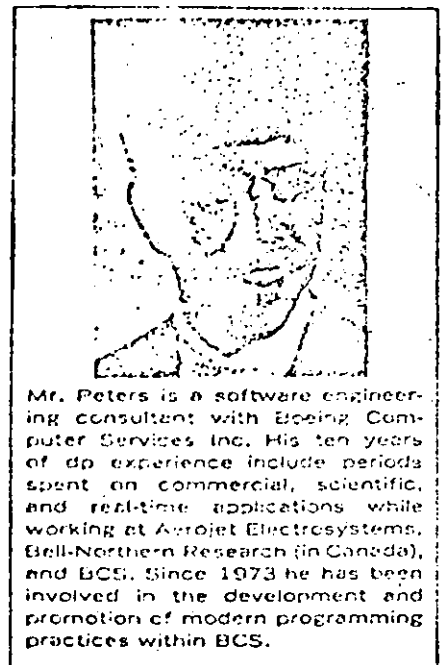 Mr. Peters is a software engineer-
ing consultant with Boeing Com-
puter Services Inc. His ten years
of dp experience include periods
spent on commercial, scientific,
and real-time applications while
working at Aerojet Electrosystems,
Bell-Northern Research (in Canada),
and BCS. Since 1973 he has been
involved in the development and
promotion of modern programming
practices within BCS.